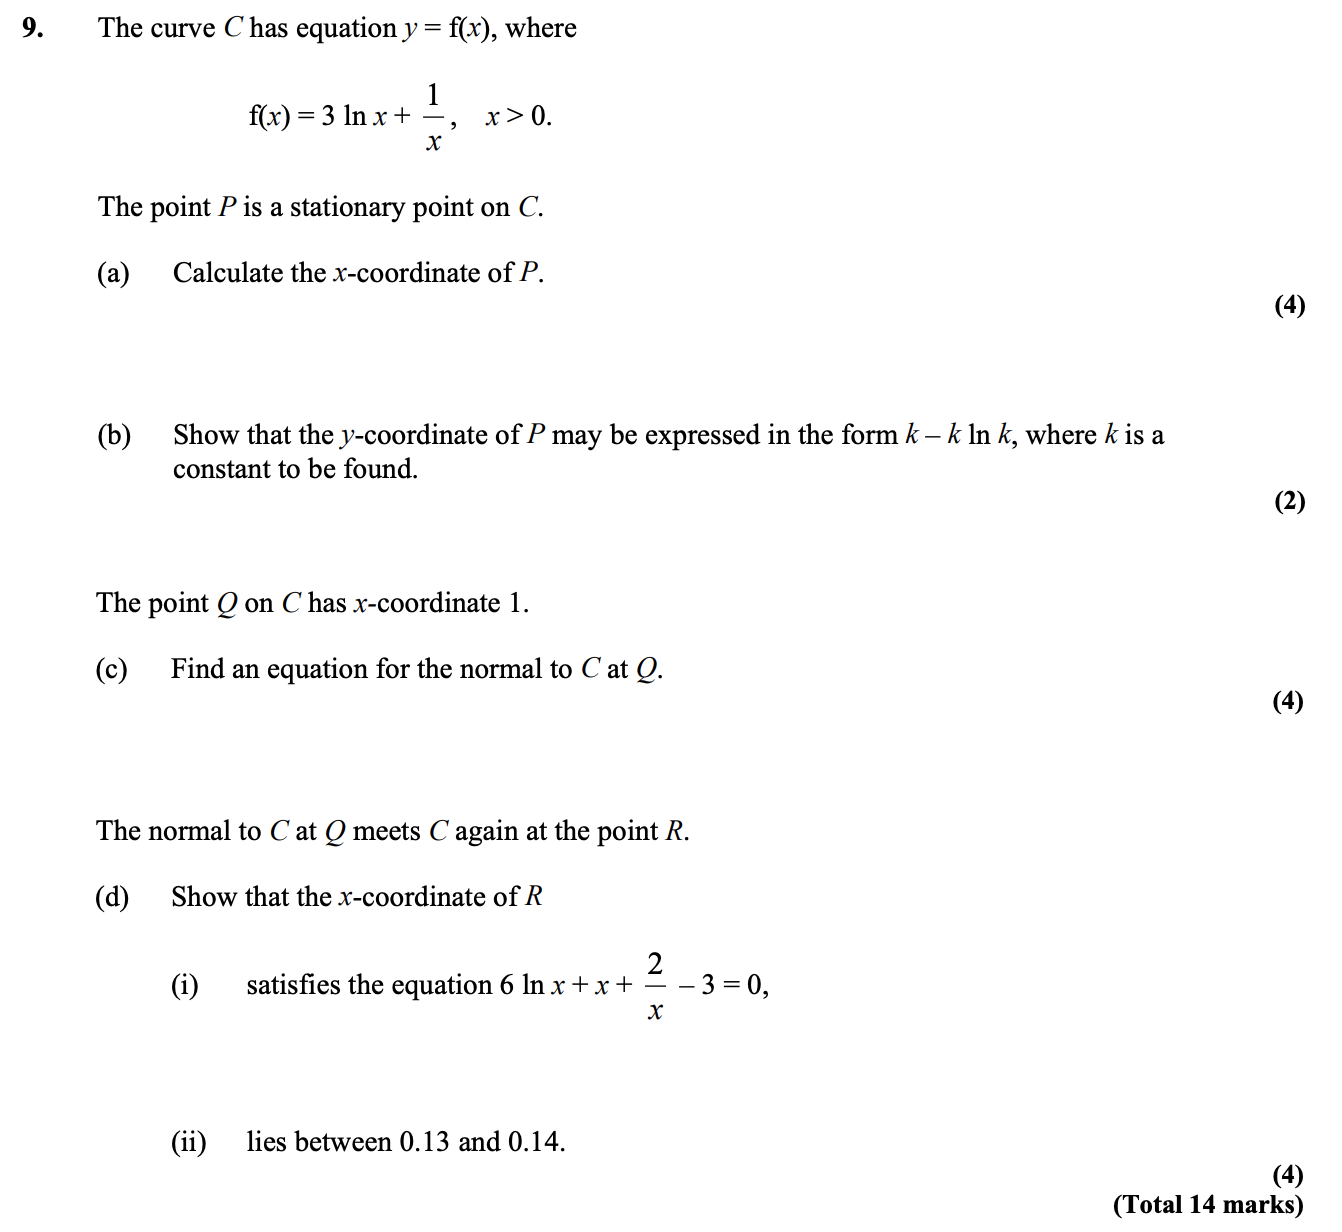 9. The curve C has equation y = f(x), where
f(x) = 3 ln x + 1/x, x > 0.
The point P is a stationary point on C.
(a) Calculate the x-coordinate of P.
(4)
(b) Show that the y-coordinate of P may be expressed in the form k – k ln k, where k is a
constant to be found.
(2)
The point Q on C has x-coordinate 1.
(c) Find an equation for the normal to C at Q.
(4)
The normal to C at Q meets C again at the point R.
(d) Show that the x-coordinate of R
(i) satisfies the equation 6 ln x + x + 2/x – 3 = 0,
(ii) lies between 0.13 and 0.14.
(4)
(Total 14 marks)